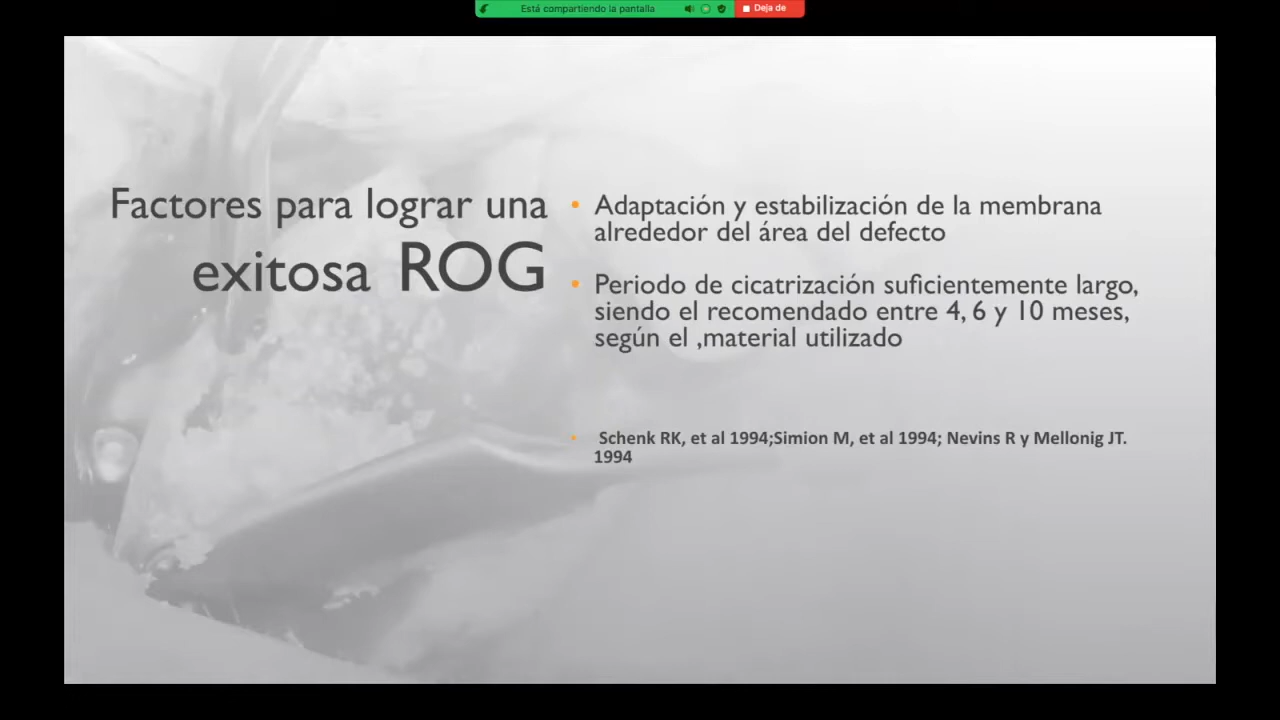 Está compartiendo la pantalla
Deja de
Factores para lograr una
exitosa ROG
• Adaptación y estabilización de la membrana
alrededor del área del defecto
• Periodo de cicatrización suficientemente largo,
siendo el recomendado entre 4, 6 y 10 meses,
según el ,material utilizado
• Schenk RK, et al 1994;Simion M, et al 1994; Nevins R y Mellonig JT.
1994